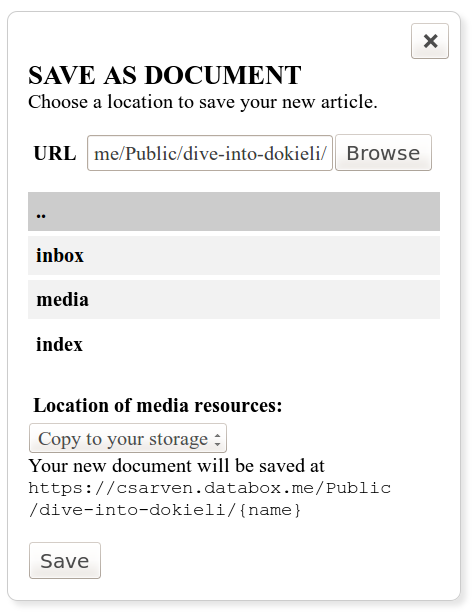 ×
SAVE AS DOCUMENT
Choose a location to save your new article.
URL me/Public/dive-into-dokieli/ Browse
..
inbox
media
index
Location of media resources:
Copy to your storage
Your new document will be saved at
https://csarven.databox.me/Public
/dive-into-dokieli/{name}
Save